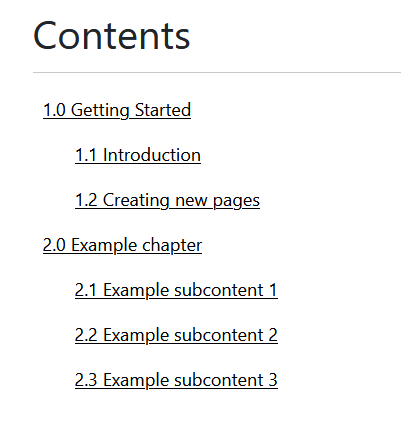 Contents
1.0 Getting Started
1.1 Introduction
1.2 Creating new pages
2.0 Example chapter
2.1 Example subcontent 1
2.2 Example subcontent 2
2.3 Example subcontent 3